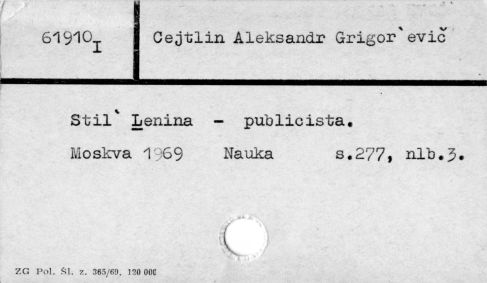 61910I
Cejtlin Aleksandr Grigor`evič
Stil` Lenina - publicista.
Moskva 1969 Nauka s.277, nlb.3.
ZG Pol. Śl. z. 365/69. 120 000